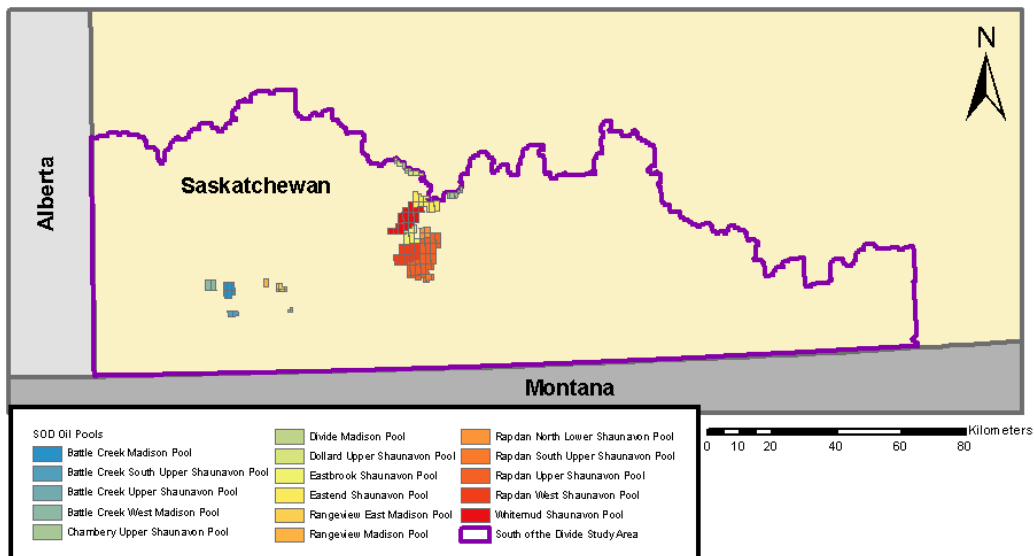 N
Alberta
Saskatchewan
Montana
SOD Oil Pools
Battle Creek Madison Pool
Battle Creek South Upper Shaunavon Pool
Battle Creek Upper Shaunavon Pool
Battle Creek West Madison Pool
Chambery Upper Shaunavon Pool
Divide Madison Pool
Dollard Upper Shaunavon Pool
Eastbrook Shaunavon Pool
Eastend Shaunavon Pool
Rangeview East Madison Pool
Rangeview Madison Pool
Rapdan North Lower Shaunavon Pool
Rapdan South Upper Shaunavon Pool
Rapdan Upper Shaunavon Pool
Rapdan West Shaunavon Pool
Whitemud Shaunavon Pool
South of the Divide Study Area
Kilometers
0 10 20 40 60 80